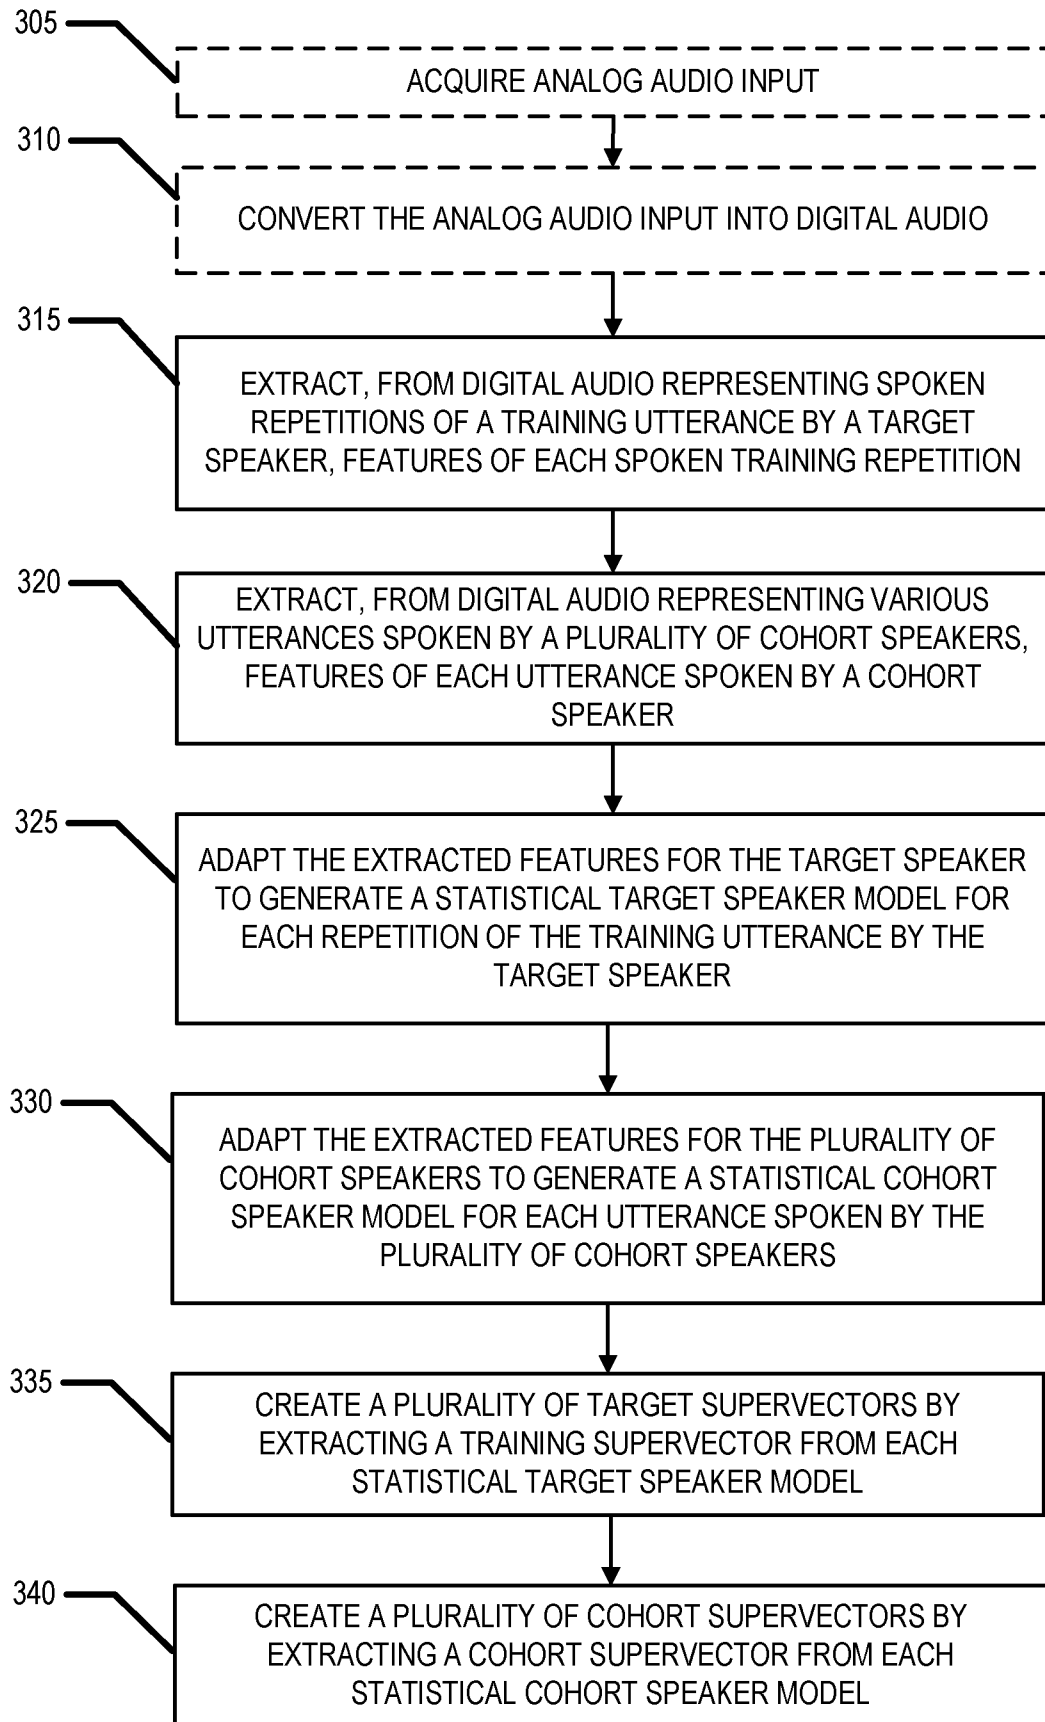 305
ACQUIRE ANALOG AUDIO INPUT
310
CONVERT THE ANALOG AUDIO INPUT INTO DIGITAL AUDIO
315
EXTRACT, FROM DIGITAL AUDIO REPRESENTING SPOKEN
REPETITIONS OF A TRAINING UTTERANCE BY A TARGET
SPEAKER, FEATURES OF EACH SPOKEN TRAINING REPETITION
320
EXTRACT, FROM DIGITAL AUDIO REPRESENTING VARIOUS
UTTERANCES SPOKEN BY A PLURALITY OF COHORT SPEAKERS,
FEATURES OF EACH UTTERANCE SPOKEN BY A COHORT
SPEAKER
325
ADAPT THE EXTRACTED FEATURES FOR THE TARGET SPEAKER
TO GENERATE A STATISTICAL TARGET SPEAKER MODEL FOR
EACH REPETITION OF THE TRAINING UTTERANCE BY THE
TARGET SPEAKER
330
ADAPT THE EXTRACTED FEATURES FOR THE PLURALITY OF
COHORT SPEAKERS TO GENERATE A STATISTICAL COHORT
SPEAKER MODEL FOR EACH UTTERANCE SPOKEN BY THE
PLURALITY OF COHORT SPEAKERS
335
CREATE A PLURALITY OF TARGET SUPERVECTORS BY
EXTRACTING A TRAINING SUPERVECTOR FROM EACH
STATISTICAL TARGET SPEAKER MODEL
340
CREATE A PLURALITY OF COHORT SUPERVECTORS BY
EXTRACTING A COHORT SUPERVECTOR FROM EACH
STATISTICAL COHORT SPEAKER MODEL